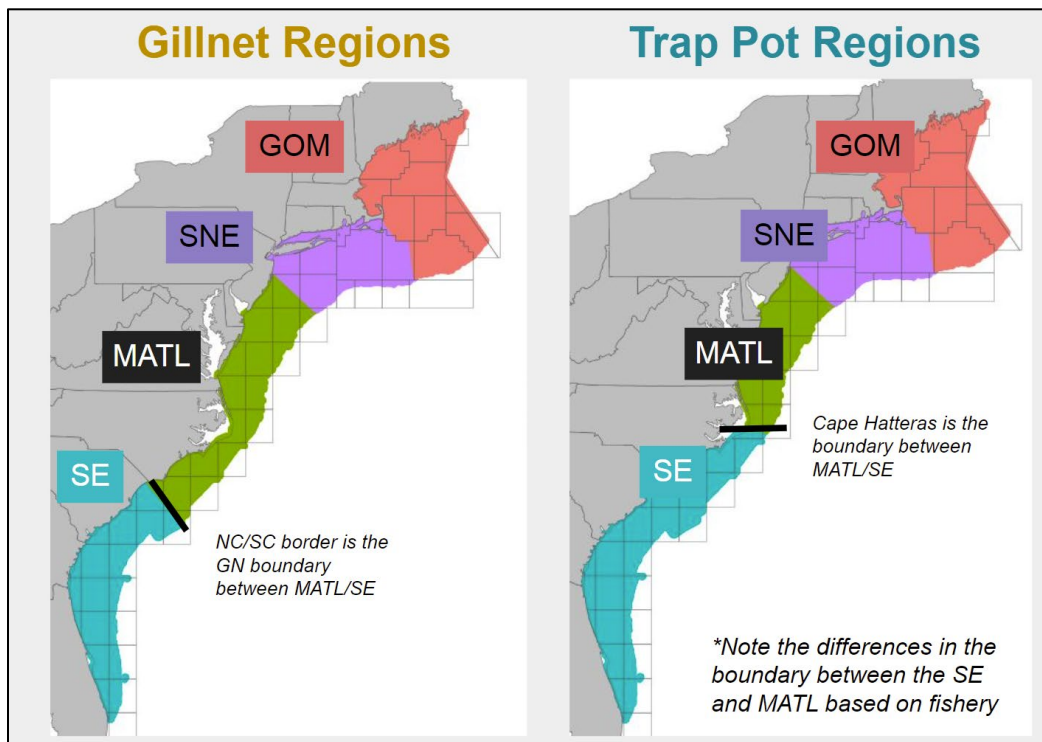 Gillnet Regions
GOM
SNE
MATL
SE
NC/SC border is the
GN boundary
between MATL/SE
Trap Pot Regions
GOM
SNE
MATL
Cape Hatteras is the
boundary between
MATL/SE
SE
*Note the differences in the
boundary between the SE
and MATL based on fishery